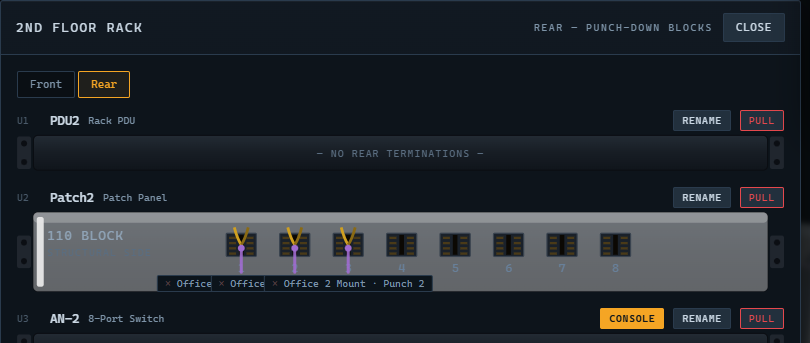 2ND FLOOR RACK
REAR — PUNCH-DOWN BLOCKS
CLOSE
Front
Rear
U1 PDU2 Rack PDU
RENAME
PULL
— NO REAR TERMINATIONS —
U2 Patch2 Patch Panel
RENAME
PULL
110 BLOCK
4 5 6 7 8
× Office
× Office
× Office 2 Mount · Punch 2
U3 AN-2 8-Port Switch
CONSOLE
RENAME
PULL